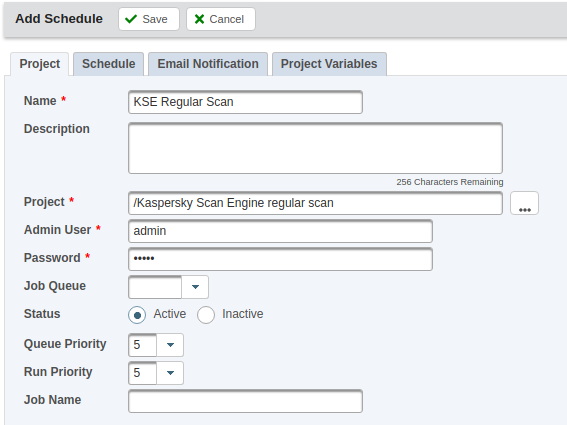 Add Schedule Save Cancel
Project Schedule Email Notification Project Variables
Name * KSE Regular Scan
Description
256 Characters Remaining
Project * /Kaspersky Scan Engine regular scan ...
Admin User * admin
Password * •••••
Job Queue
Status Active Inactive
Queue Priority 5
Run Priority 5
Job Name